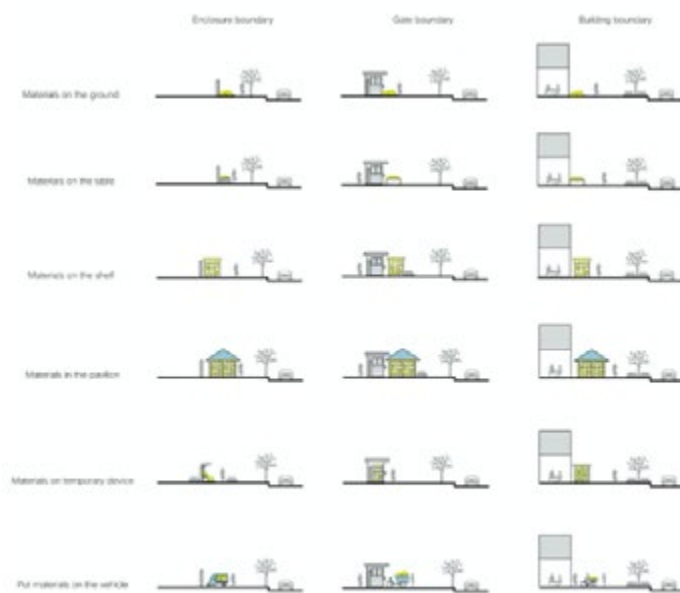 Enclosure boundary
Gate boundary
Building boundary
Materials on the ground
Materials on the table
Materials on the shelf
Materials in the pavilion
Materials on temporary device
Put materials on the vehicle